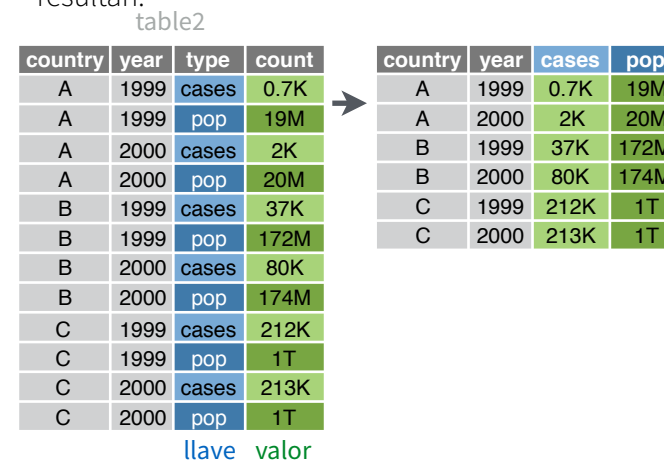 resultan.
table2
country year type count
A 1999 cases 0.7K
A 1999 pop 19M
A 2000 cases 2K
A 2000 pop 20M
B 1999 cases 37K
B 1999 pop 172M
B 2000 cases 80K
B 2000 pop 174M
C 1999 cases 212K
C 1999 pop 1T
C 2000 cases 213K
C 2000 pop 1T
llave valor
country year cases pop
A 1999 0.7K 19M
A 2000 2K 20M
B 1999 37K 172M
B 2000 80K 174M
C 1999 212K 1T
C 2000 213K 1T